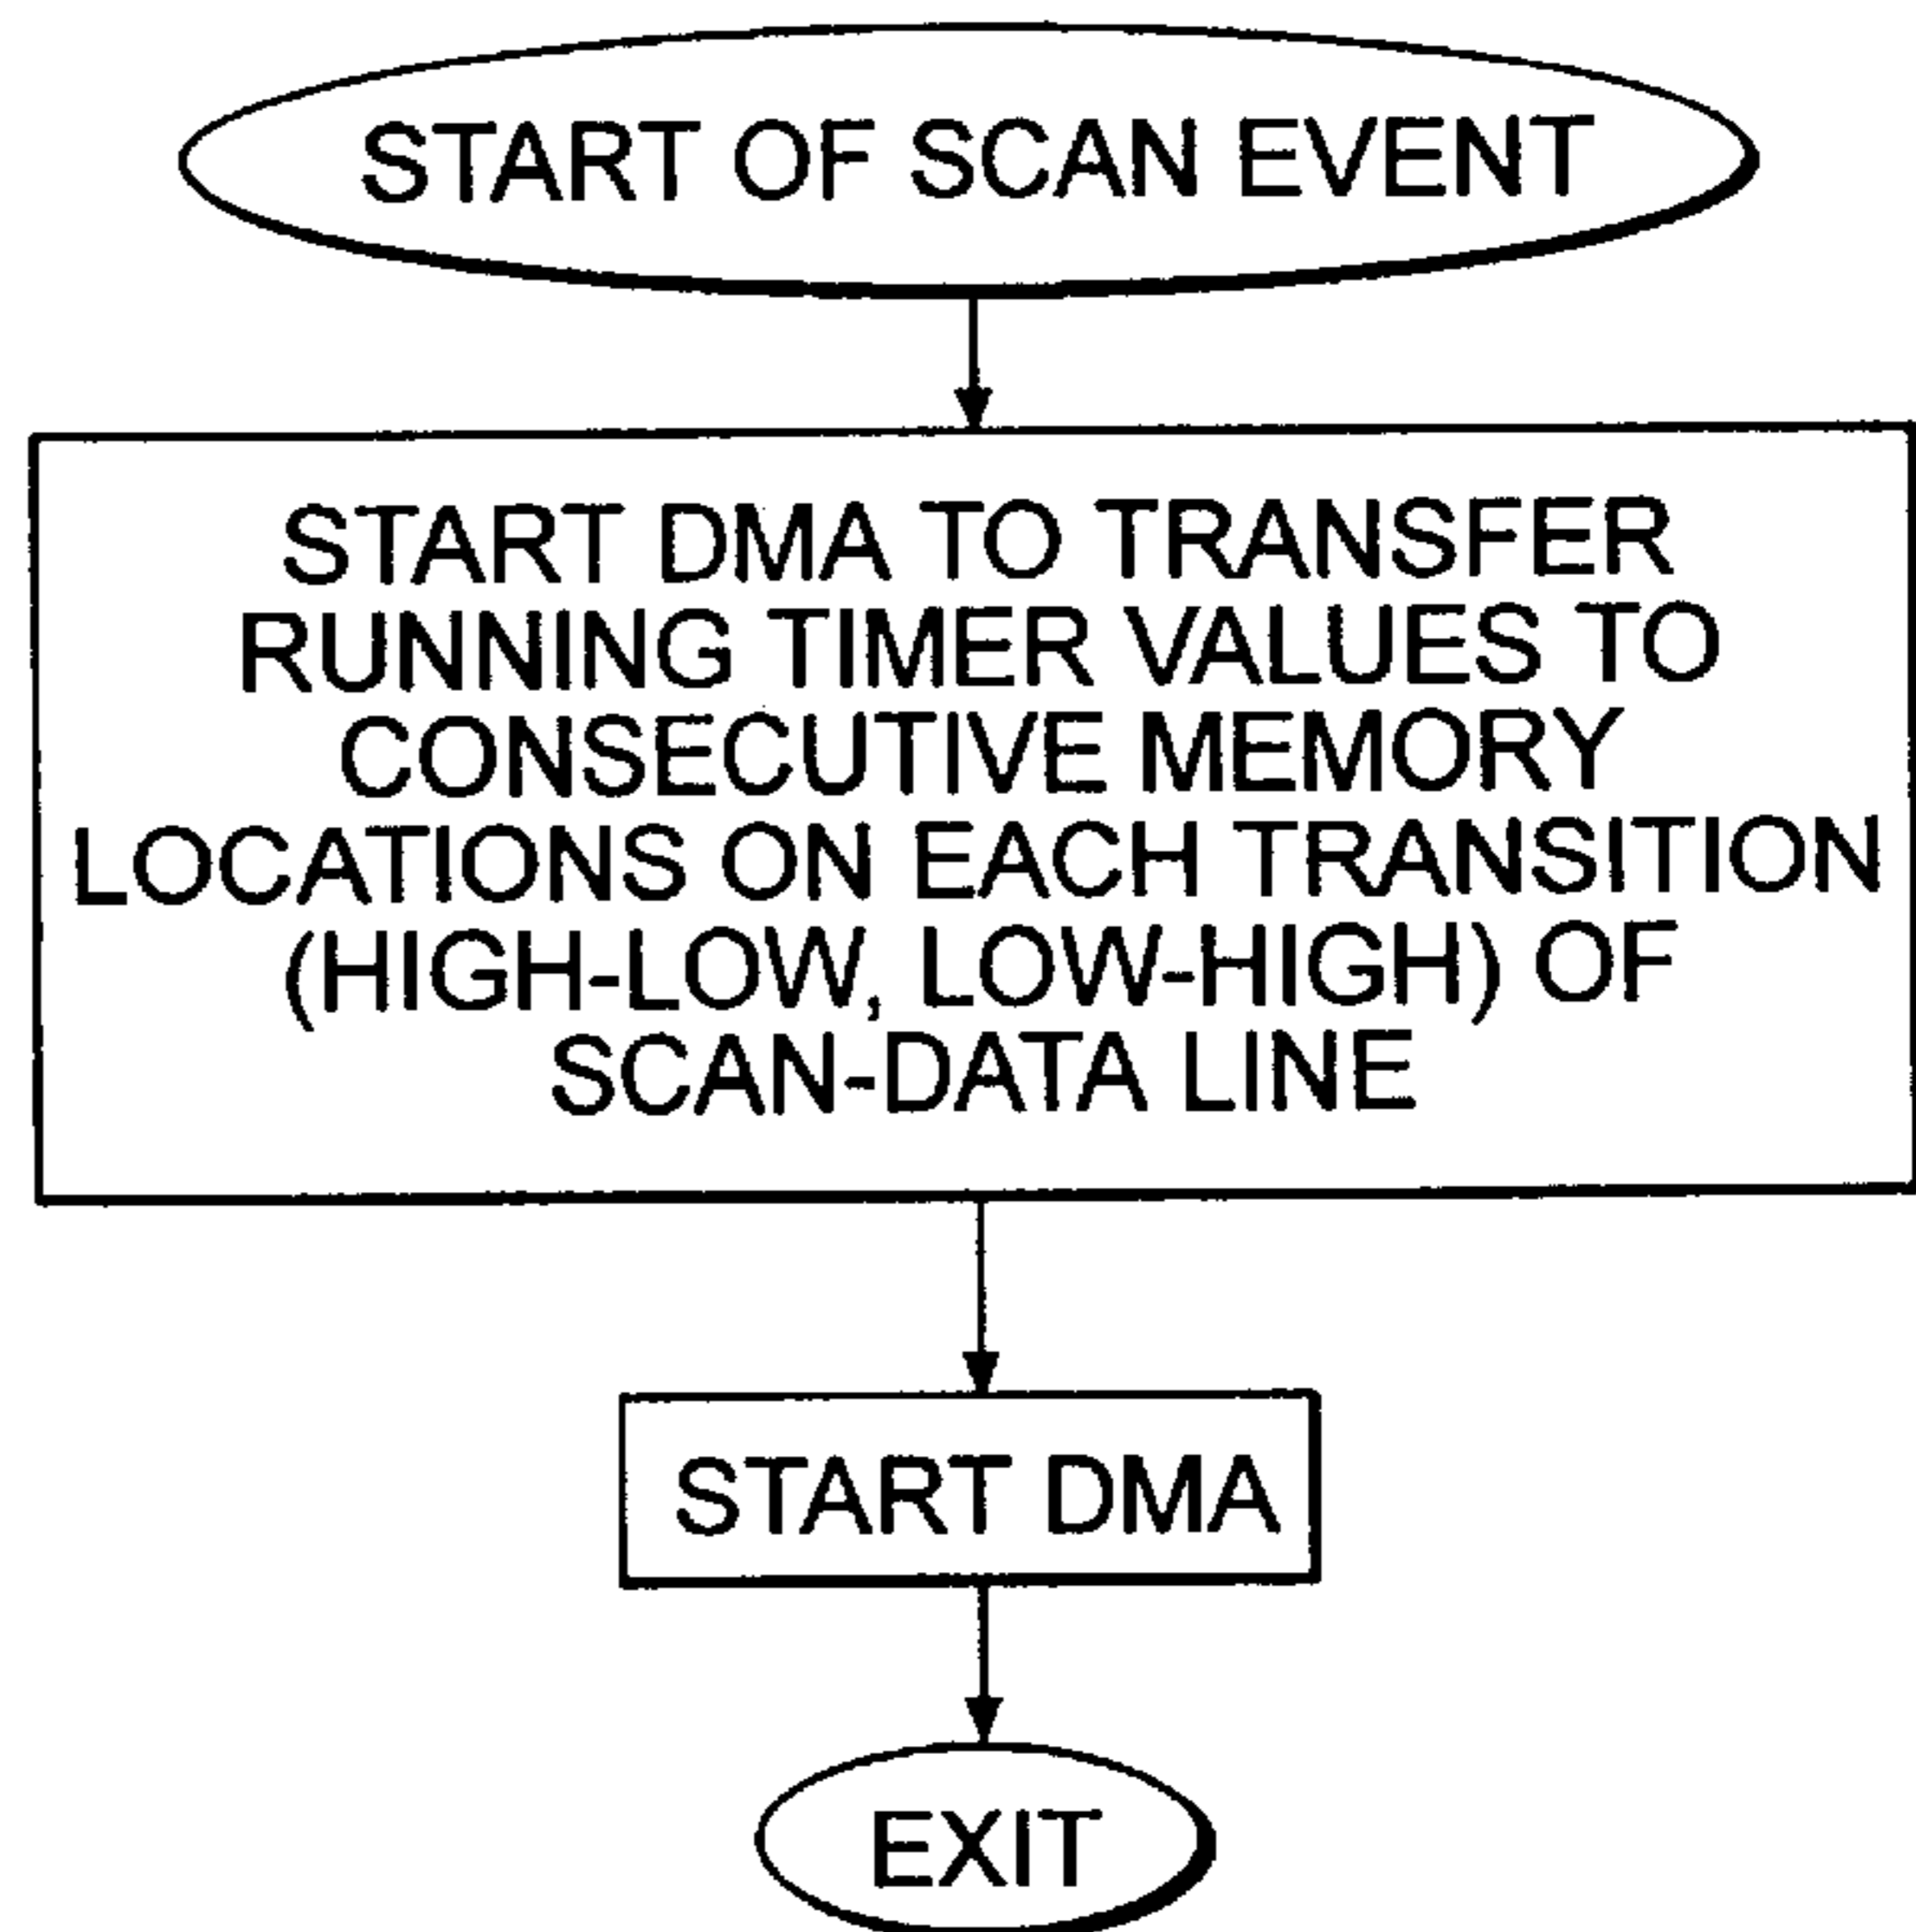 START OF SCAN EVENT
START DMA TO TRANSFER
RUNNING TIMER VALUES TO
CONSECUTIVE MEMORY
LOCATIONS ON EACH TRANSITION
(HIGH-LOW, LOW-HIGH) OF
SCAN-DATA LINE
START DMA
EXIT